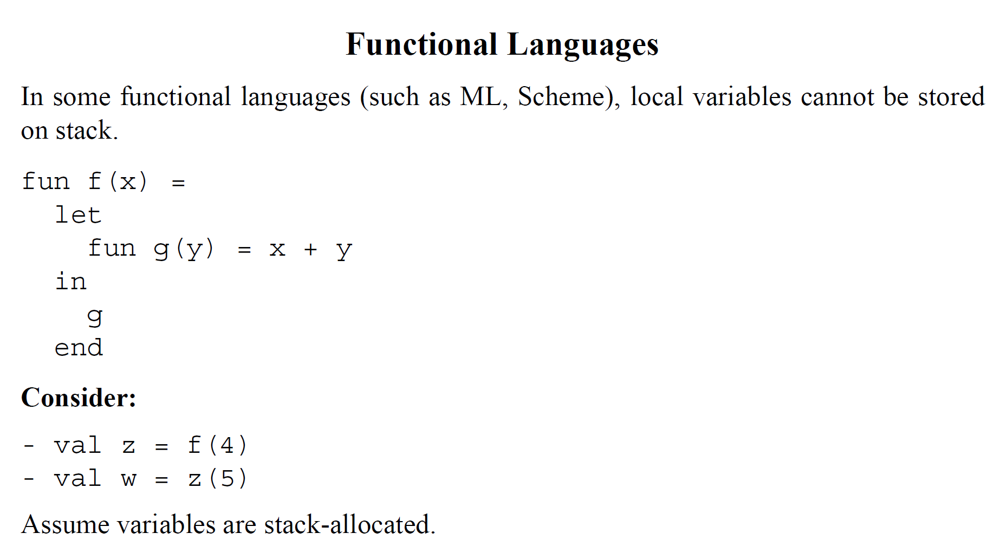 Functional Languages
In some functional languages (such as ML, Scheme), local variables cannot be stored
on stack.
fun f(x) =
  let
    fun g(y) = x + y
  in
    g
  end
Consider:
- val z = f(4)
- val w = z(5)
Assume variables are stack-allocated.